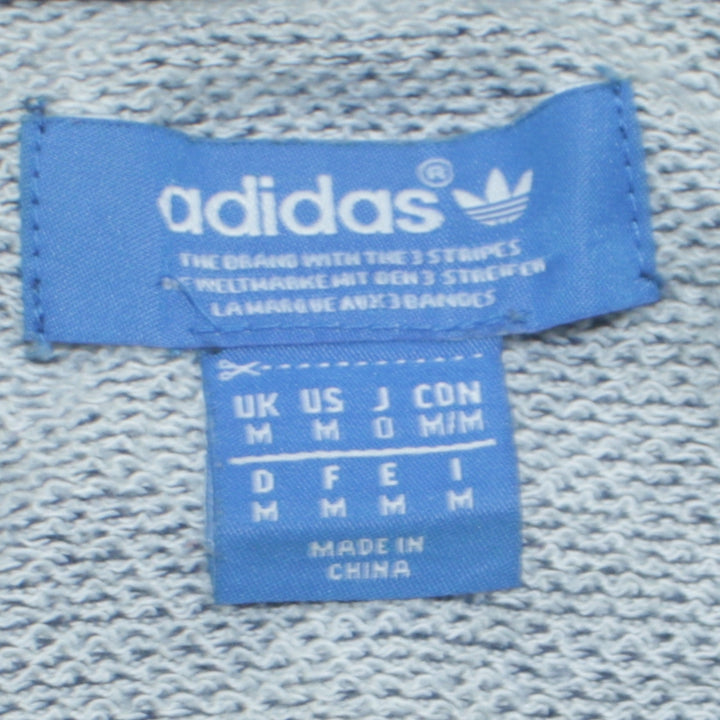 adidas®
THE BRAND WITH THE 3 STRIPES
DIE WELTMARKE MIT DEN 3 STREIFEN
LA MARQUE AUX 3 BANDES
UK US J CDN
M M O M/M
D F E I
M M M M
MADE IN
CHINA